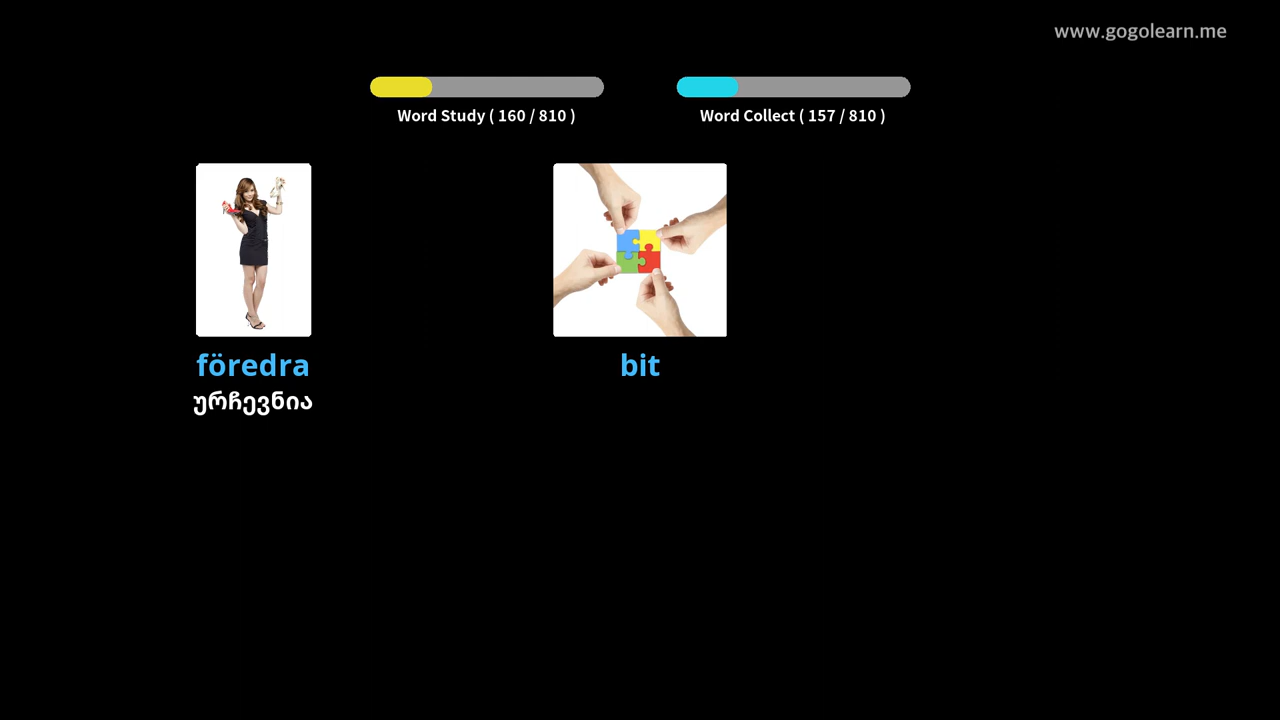 www.gogolearn.me
Word Study ( 160 / 810 )
Word Collect ( 157 / 810 )
föredra
bit
ურჩევნია